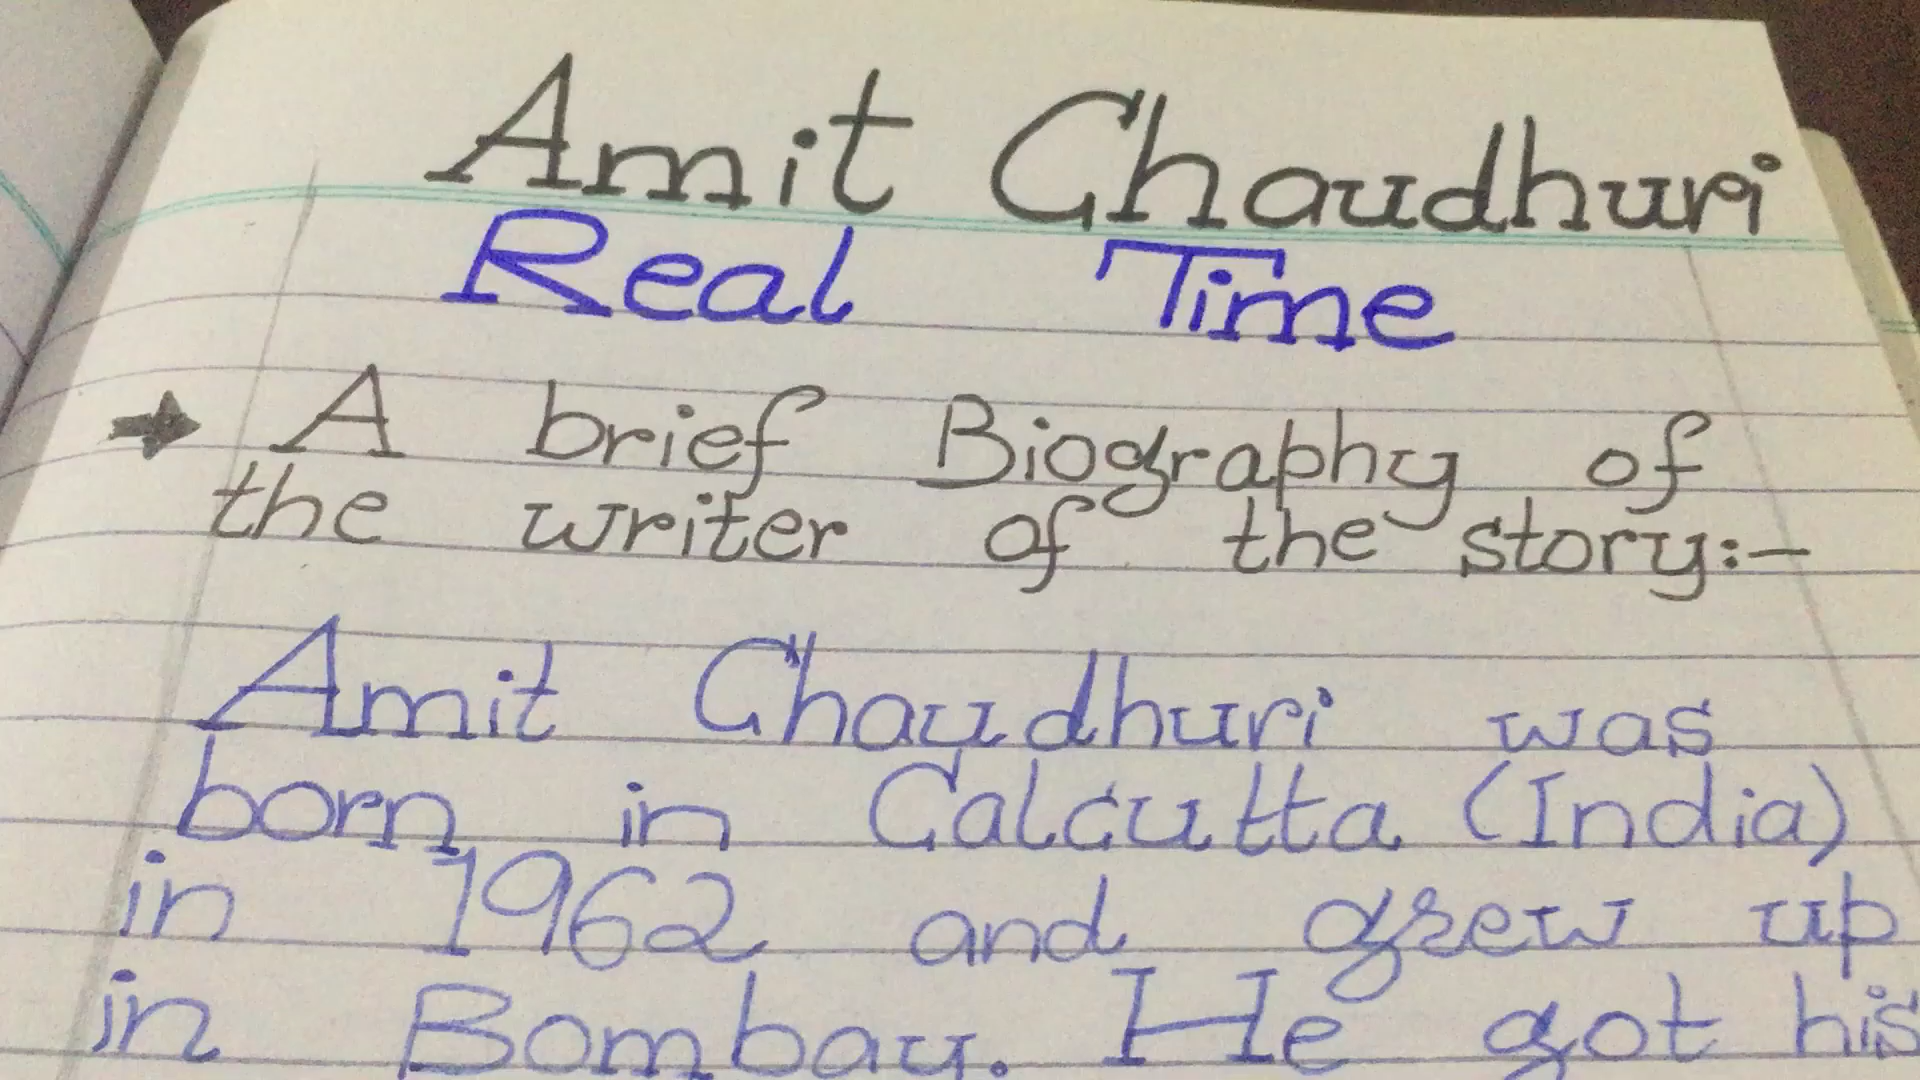 Amit Chaudhuri
Real Time
→ A brief Biography of
the writer of the story:-
Amit Chaudhuri was
born in Calcutta (India)
in 1962 and grew up
in Bombay. He got his